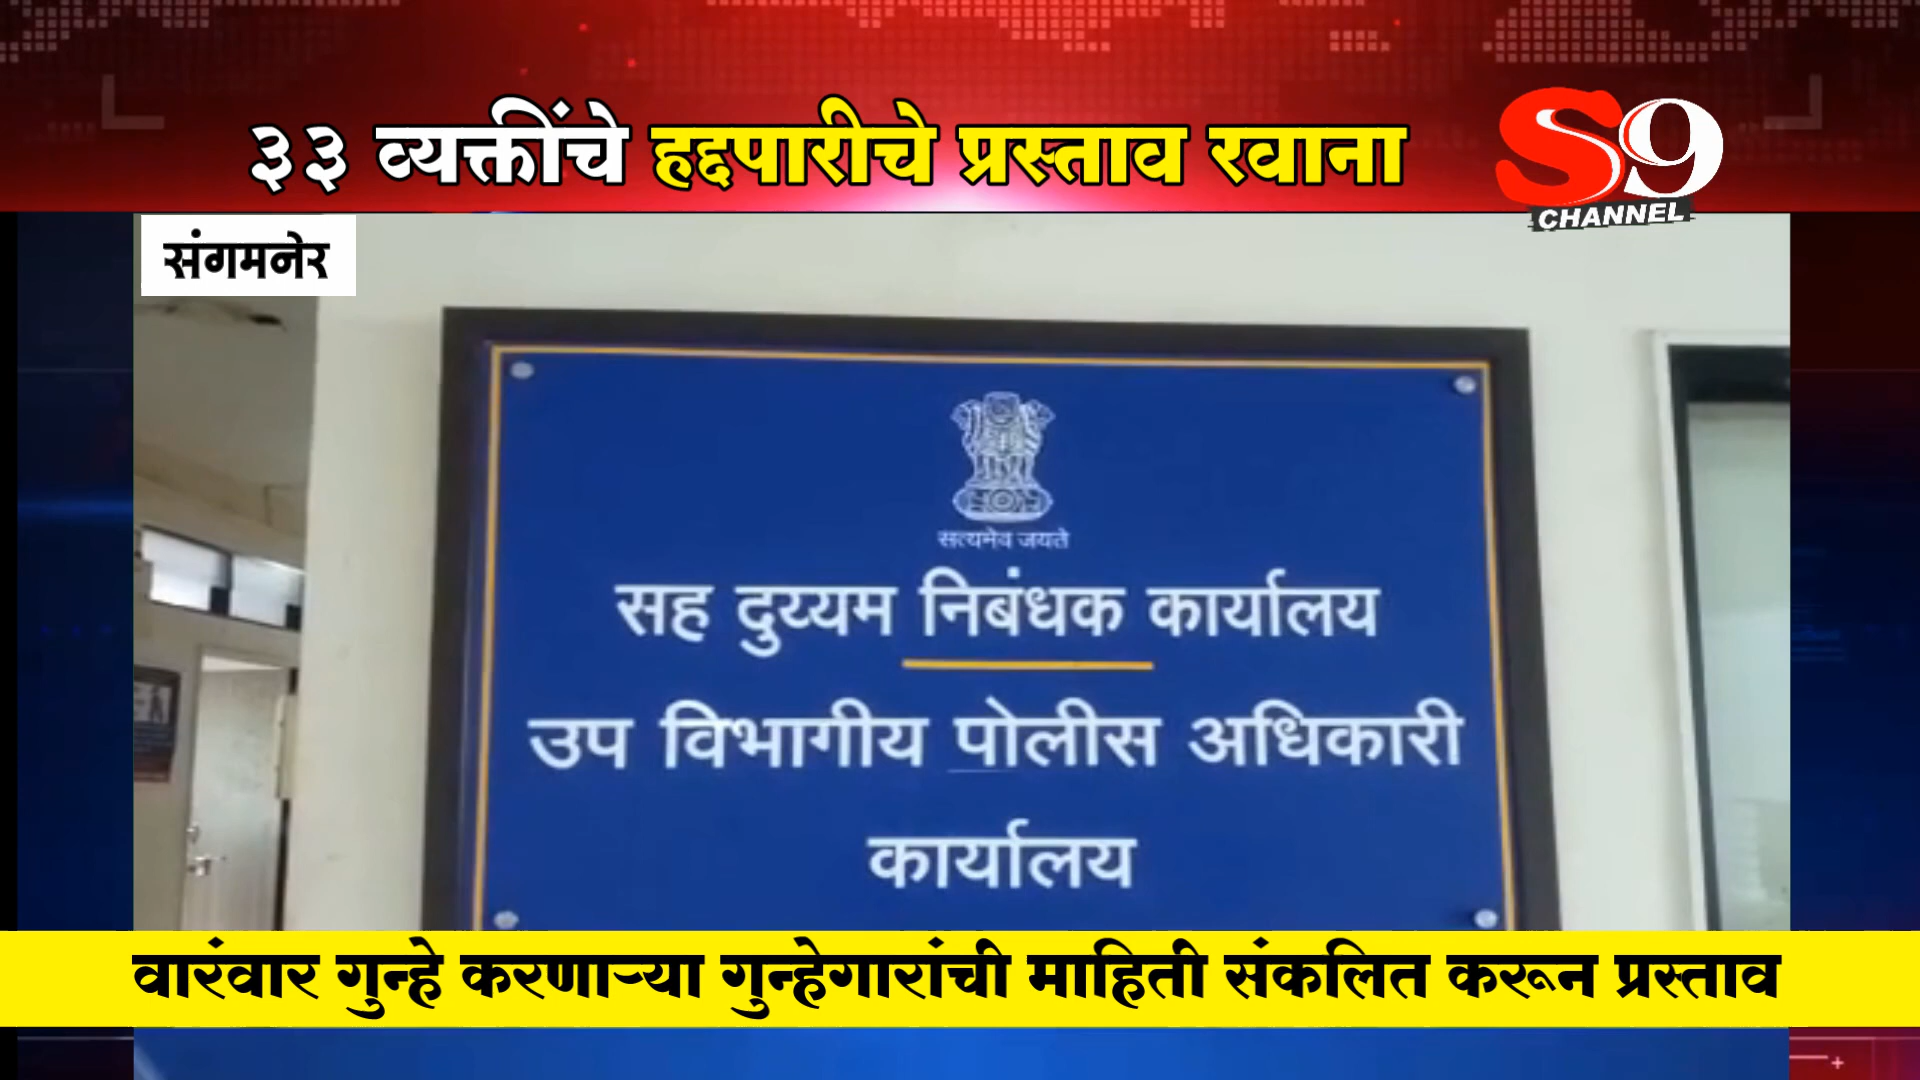 ३३ व्यक्तींचे हद्दपारीचे प्रस्ताव रवाना
S9
CHANNEL
संगमनेर
सत्यमेव जयते
सह दुय्यम निबंधक कार्यालय
उप विभागीय पोलीस अधिकारी
कार्यालय
वारंवार गुन्हे करणाऱ्या गुन्हेगारांची माहिती संकलित करून प्रस्ताव